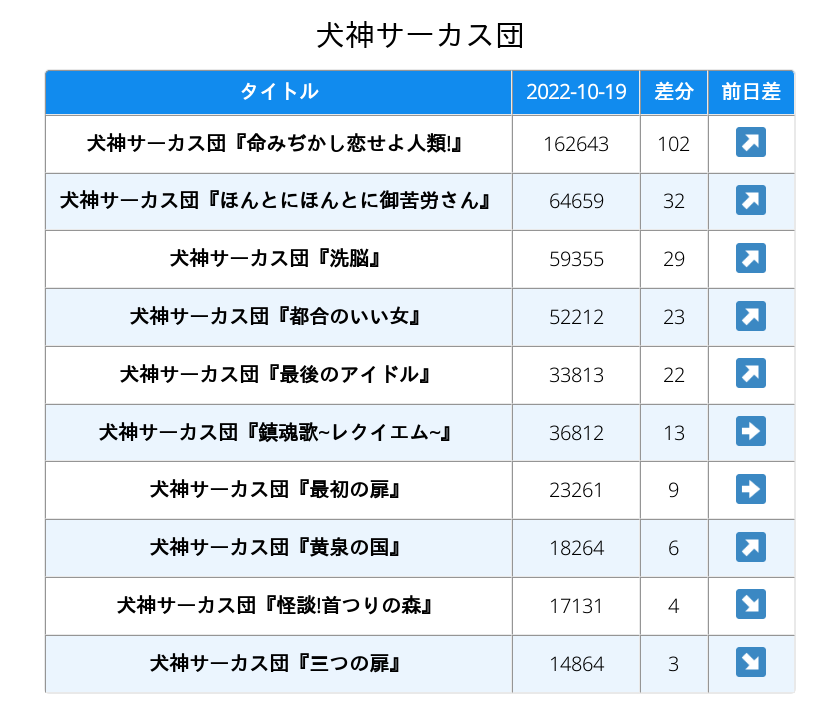 犬神サーカス団
タイトル 2022-10-19 差分 前日差
犬神サーカス団『命みぢかし恋せよ人類!』 162643 102 ↗
犬神サーカス団『ほんとにほんとに御苦労さん』 64659 32 ↗
犬神サーカス団『洗脳』 59355 29 ↗
犬神サーカス団『都合のいい女』 52212 23 ↗
犬神サーカス団『最後のアイドル』 33813 22 ↗
犬神サーカス団『鎮魂歌~レクイエム~』 36812 13 ➡
犬神サーカス団『最初の扉』 23261 9 ➡
犬神サーカス団『黄泉の国』 18264 6 ↗
犬神サーカス団『怪談!首つりの森』 17131 4 ↘
犬神サーカス団『三つの扉』 14864 3 ↘